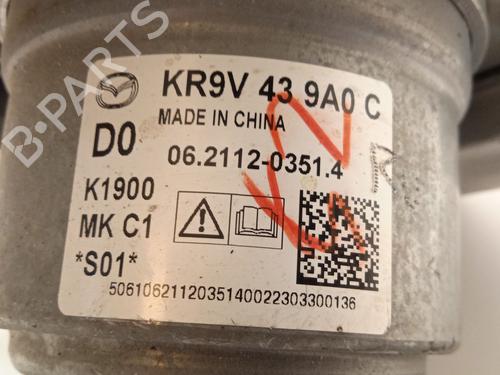 KR9V 43 9A0 C
MADE IN CHINA
D0
06.2112-0351.4
K1900
MK C1
*S01*
5061062112035140022303300136
B-PARTS